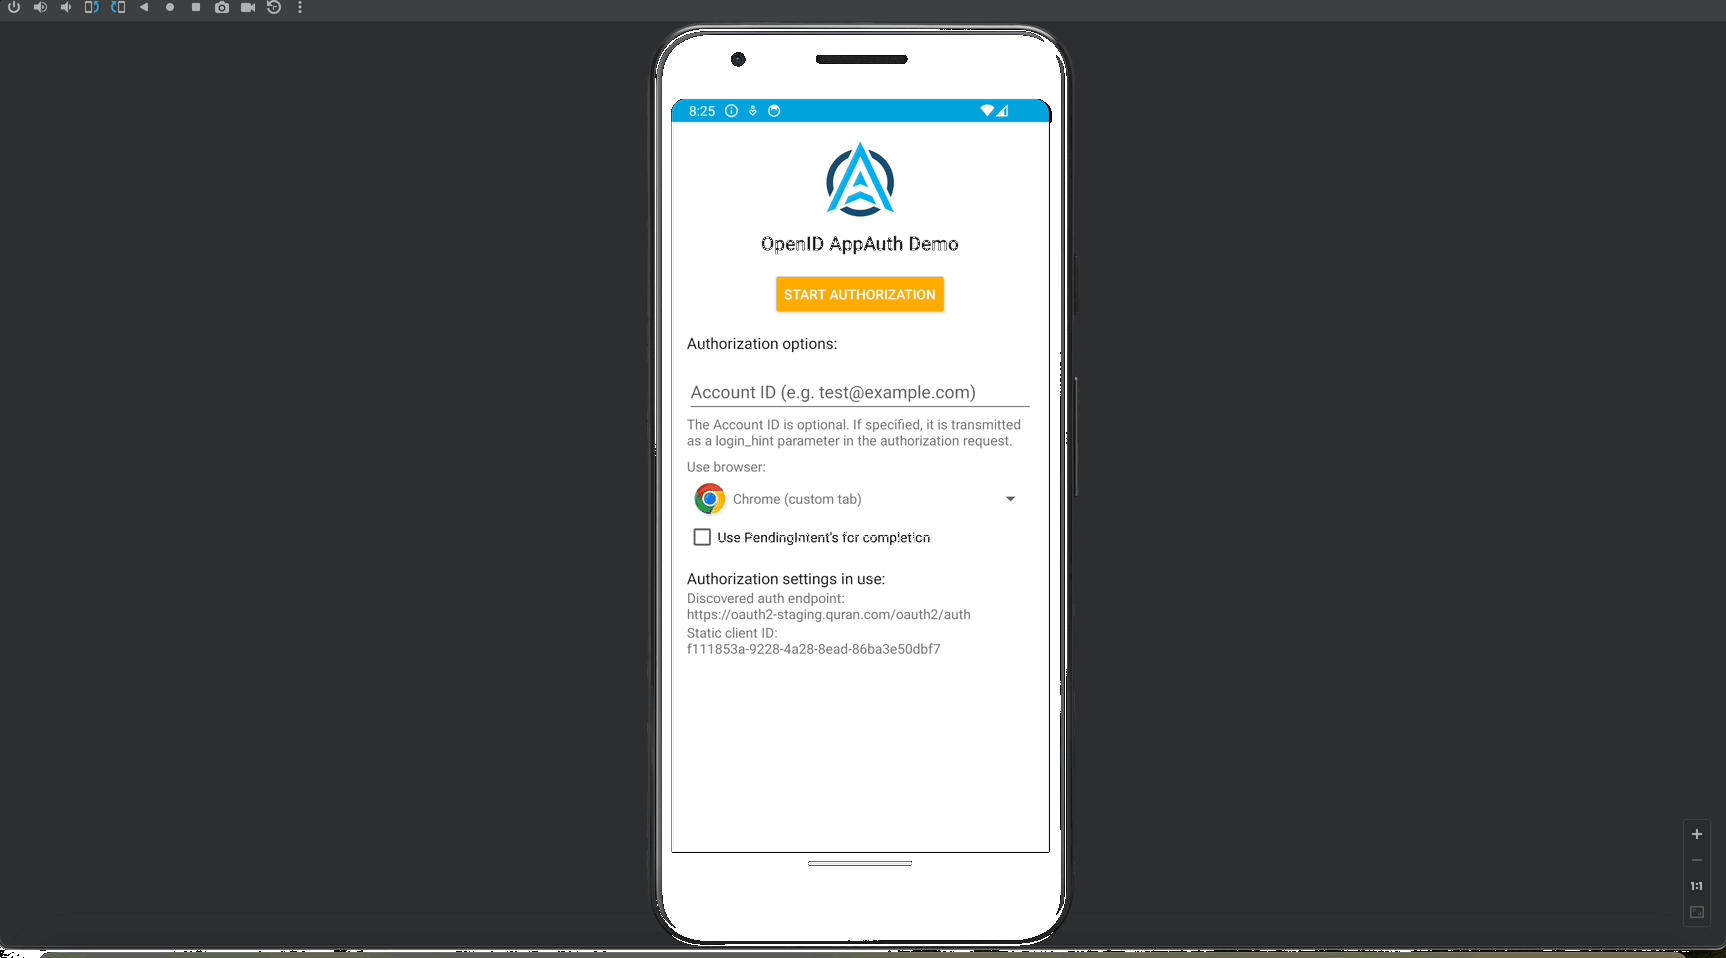 8:25
OpenID AppAuth Demo
START AUTHORIZATION
Authorization options:
Account ID (e.g. test@example.com)
The Account ID is optional. If specified, it is transmitted
as a login_hint parameter in the authorization request.
Use browser:
Chrome (custom tab)
Use PendingIntent's for completion
Authorization settings in use:
Discovered auth endpoint:
https://oauth2-staging.quran.com/oauth2/auth
Static client ID:
f111853a-9228-4a28-8ead-86ba3e50dbf7
1:1